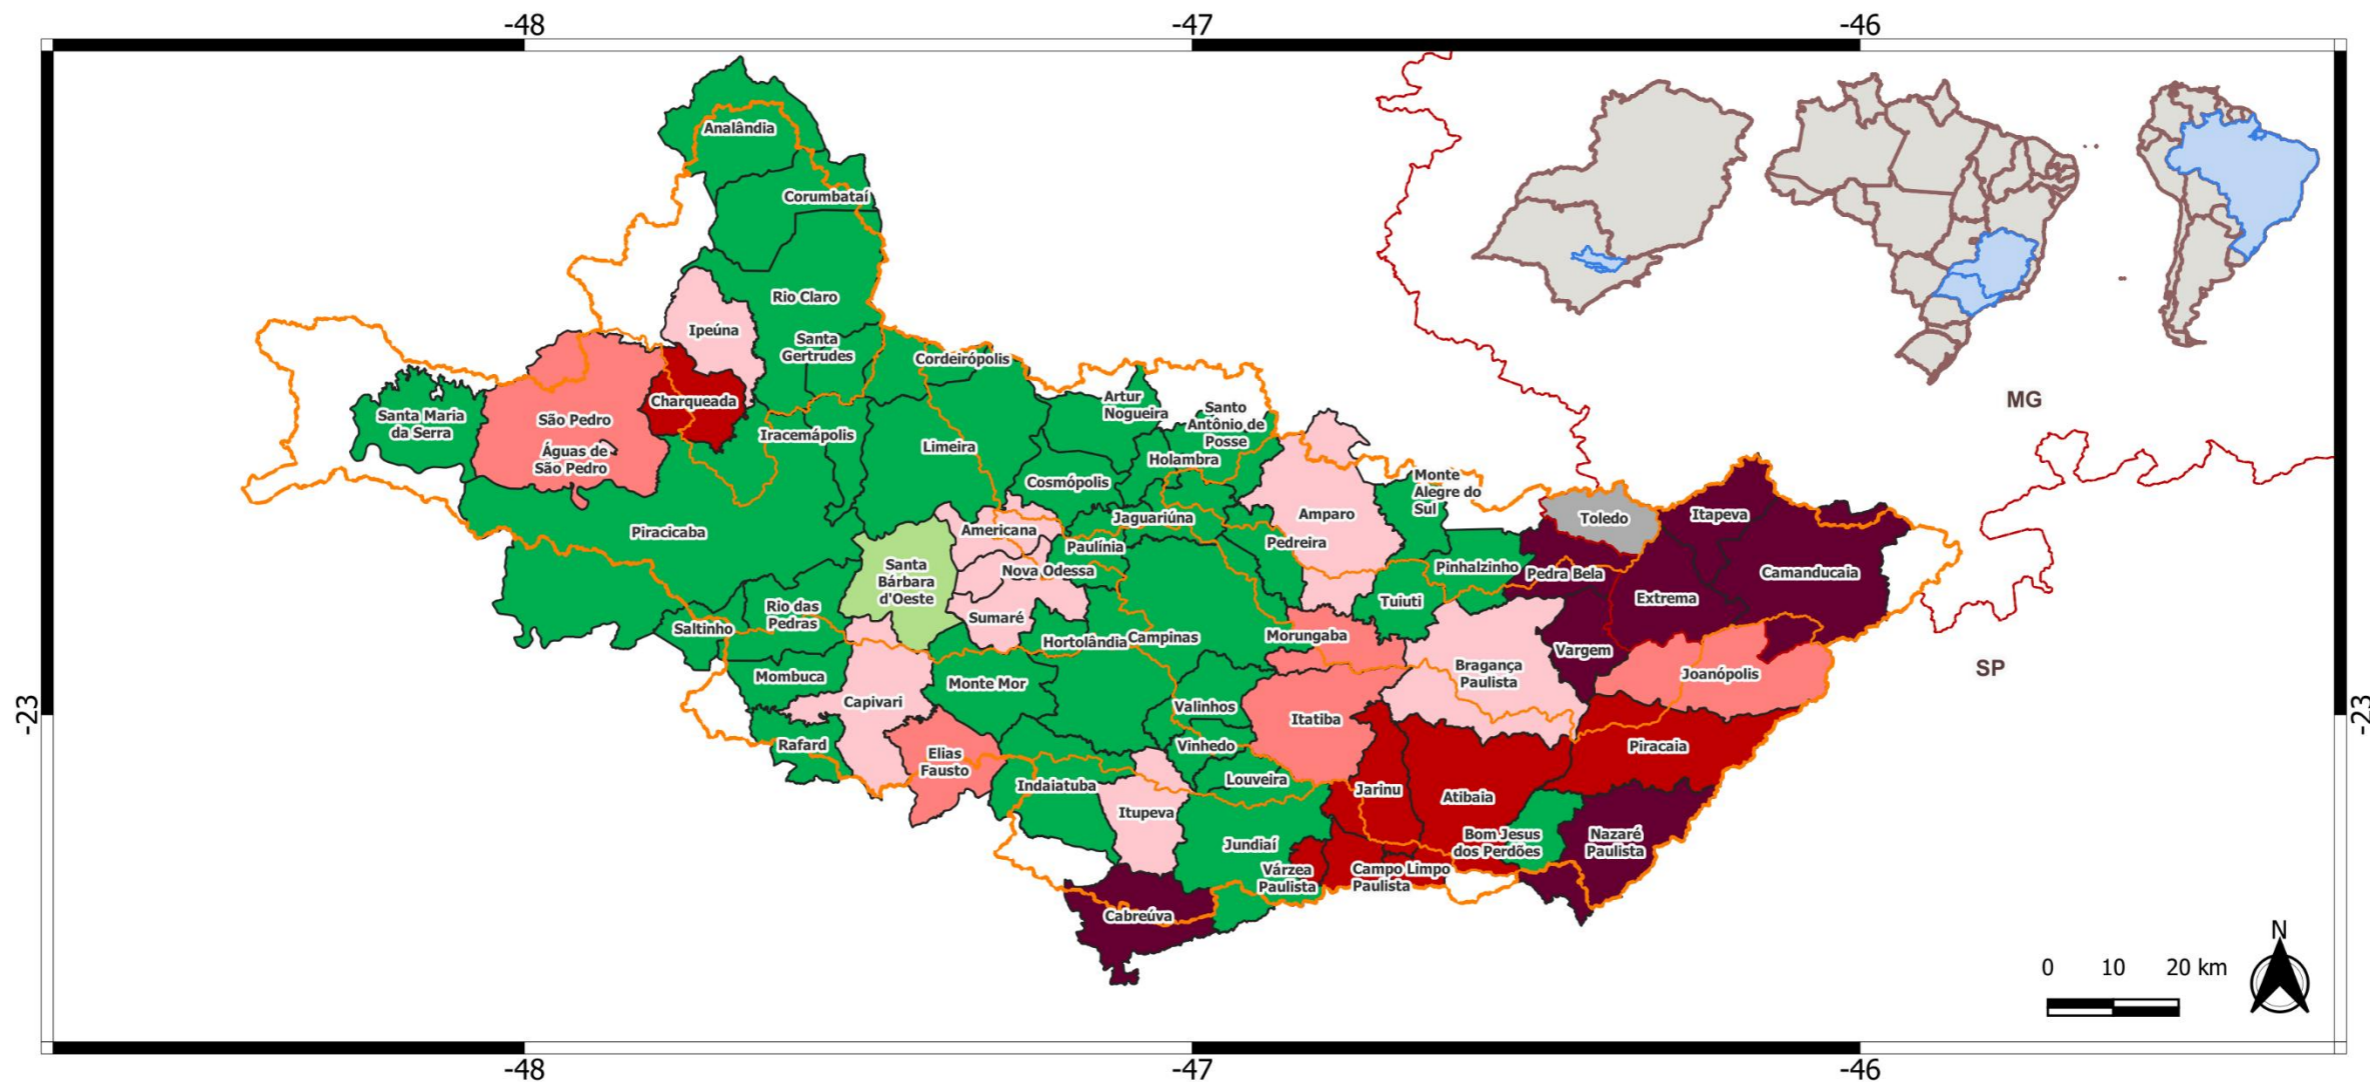 -48
-47
-46
Analândia
Corumbataí
Rio Claro
Ipeúna
Santa
Gertrudes
Cordeirópolis
MG
Charqueada
Artur
Nogueira
Santa Maria
da Serra
São Pedro
Santo
Antônio de
Posse
Iracemápolis
Limeira
Águas de
São Pedro
Holambra
Cosmópolis
Monte
Alegre do
Sul
Amparo
Toledo
Itapeva
Jaguariúna
Americana
Piracicaba
Paulínia
Pedreira
Santa
Bárbara
d'Oeste
Nova Odessa
Pinhalzinho
Pedra Bela
Camanducaia
Extrema
Tuiuti
Rio das
Pedras
Sumaré
Saltinho
Hortolândia
Campinas
Morungaba
Vargem
SP
Bragança
Paulista
Joanópolis
Mombuca
Monte Mor
Capivari
Valinhos
Itatiba
-23
-23
Rafard
Vinhedo
Piracaia
Elias
Fausto
Indaiatuba
Louveira
Jarinu
Atibaia
Itupeva
Jundiaí
Bom Jesus
dos Perdões
Nazaré
Paulista
Várzea
Paulista
Campo Limpo
Paulista
Cabreúva
N
0 10 20 km
-48
-47
-46